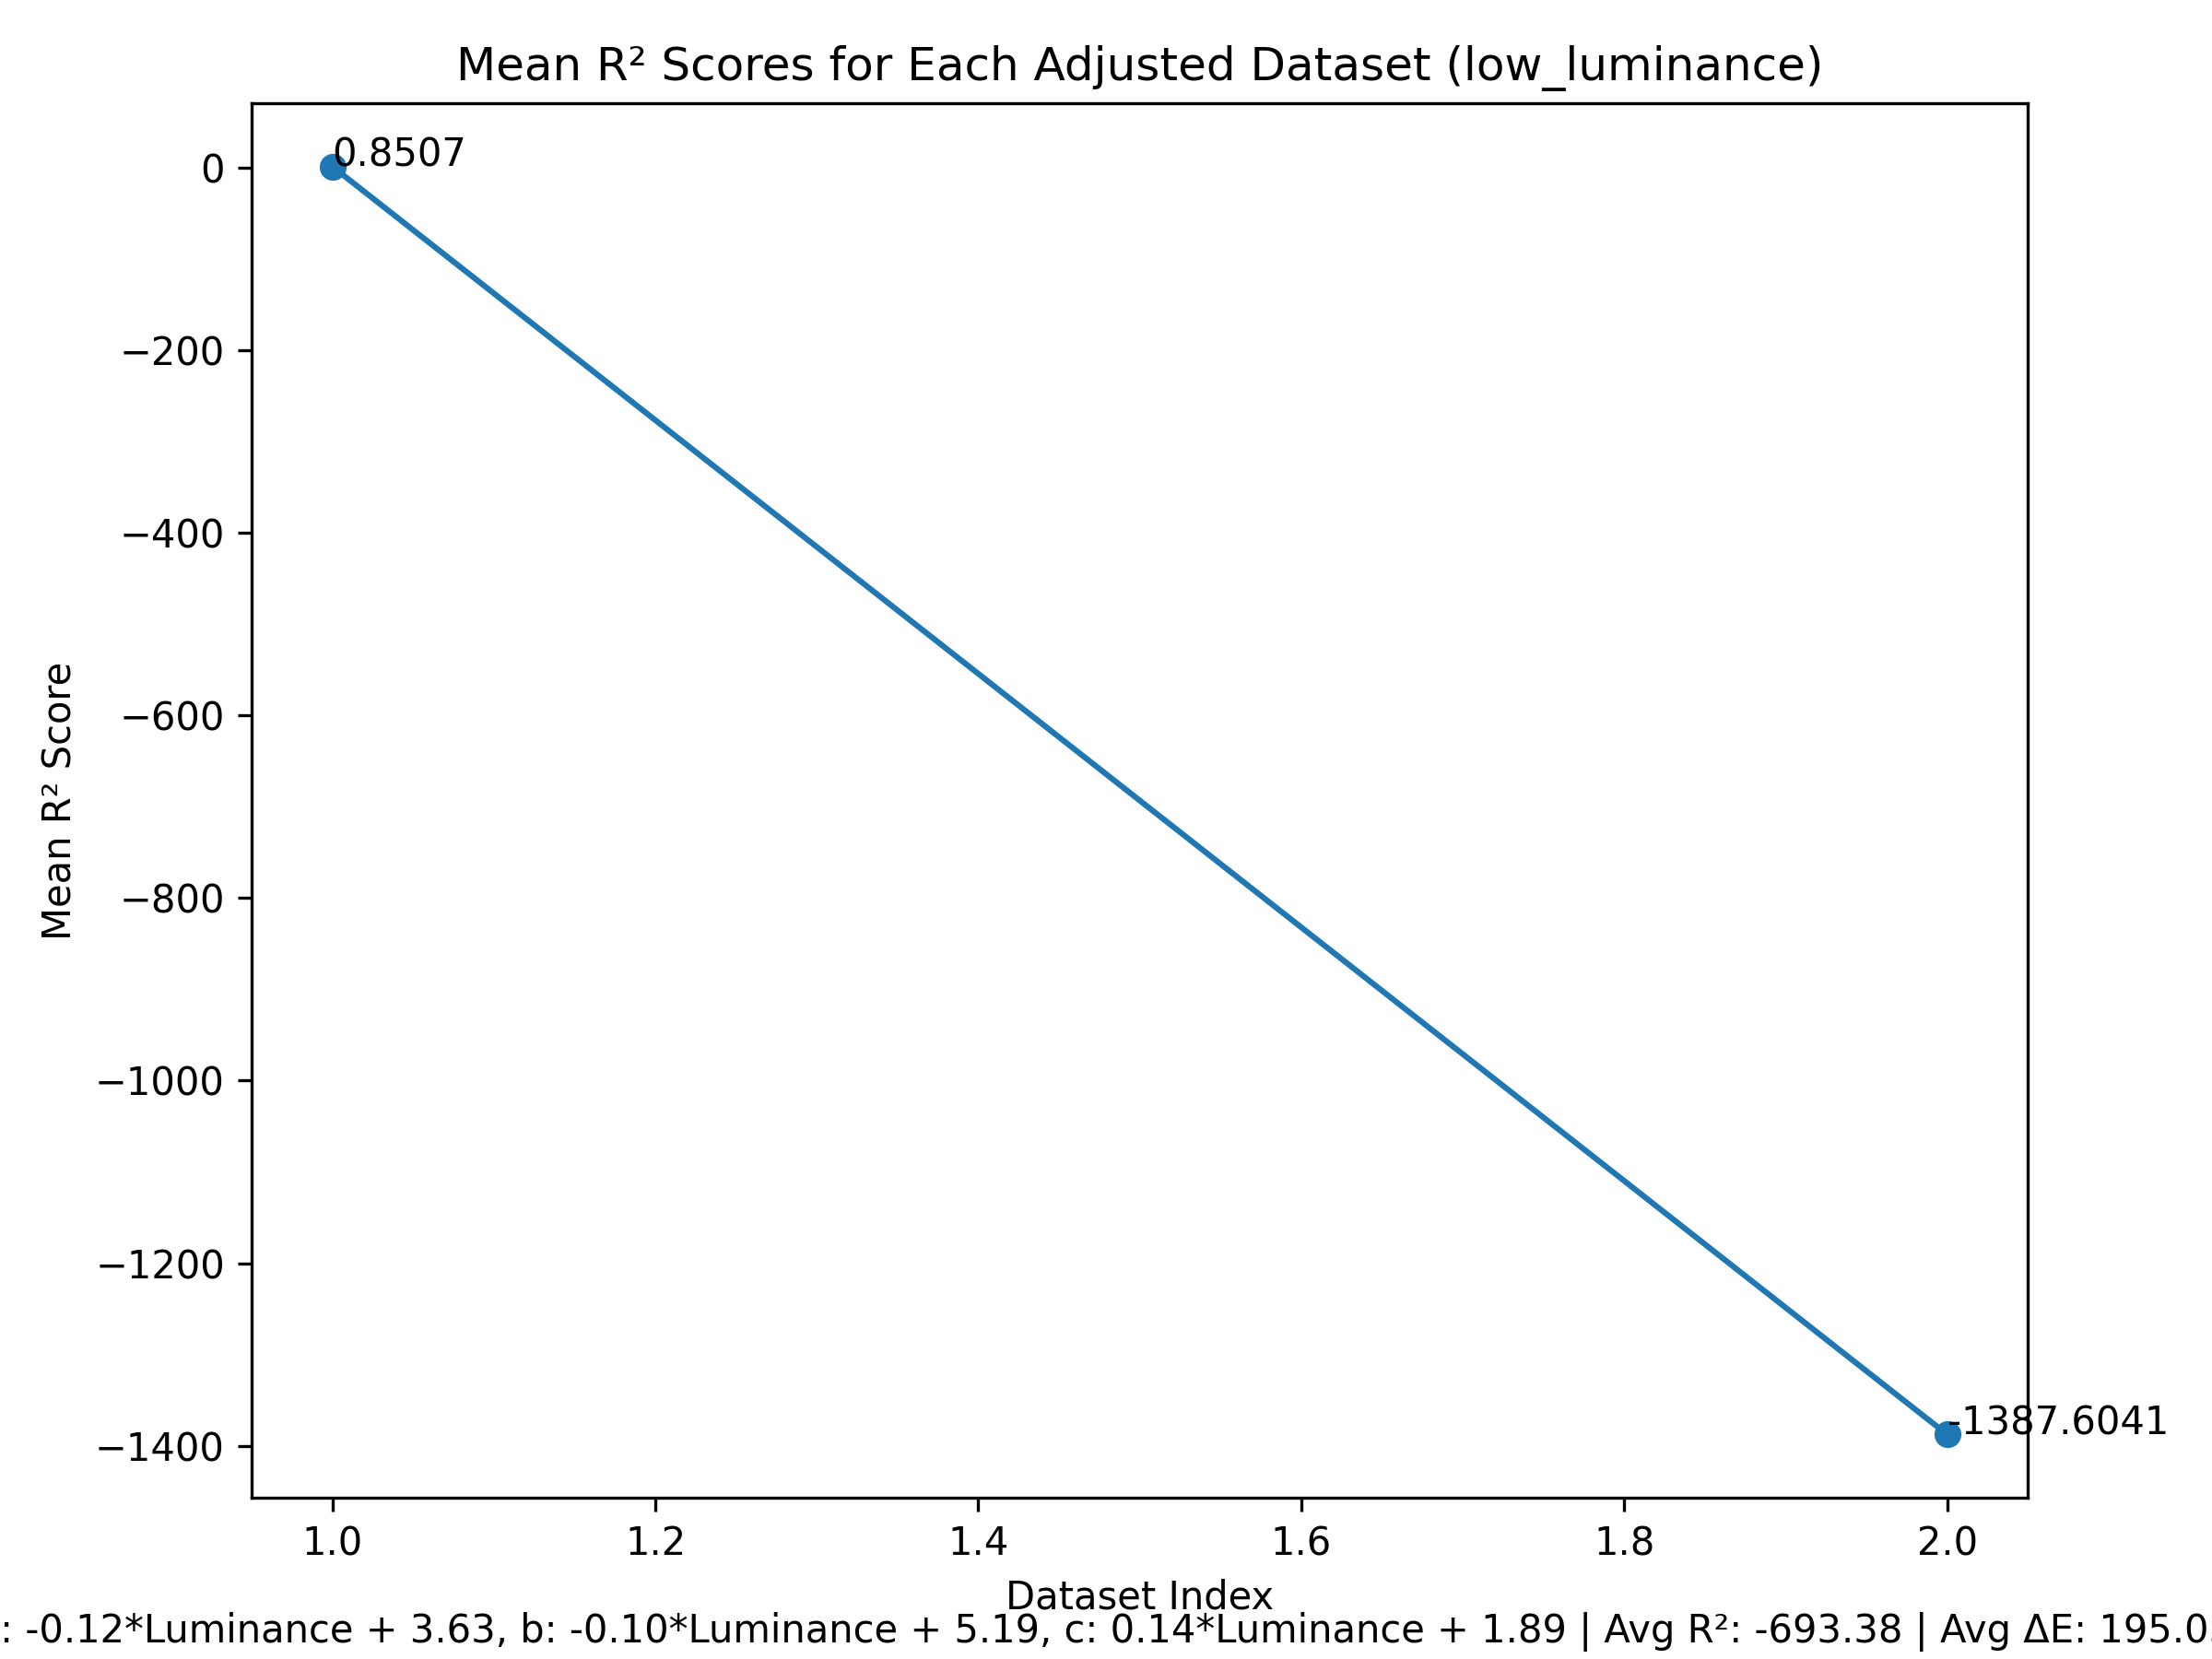 Mean R² Scores for Each Adjusted Dataset (low_luminance)
0.8507
0
−200
−400
−600
−800
−1000
−1200
−1400
Mean R² Score
-1387.6041
1.0 1.2 1.4 1.6 1.8 2.0
Dataset Index
: -0.12*Luminance + 3.63, b: -0.10*Luminance + 5.19, c: 0.14*Luminance + 1.89 | Avg R²: -693.38 | Avg ΔE: 195.0